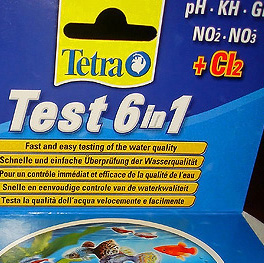 pH · KH · G
NO2⁻ · NO3⁻
+ Cl2
Tetra
Test 6in1
Fast and easy testing of the water quality
Schnelle und einfache Überprüfung der Wasserqualität
Pour un contrôle immédiat et efficace de la qualité de l'eau
Snelle en eenvoudige controle van de waterkwaliteit
Testa la qualità dell'acqua velocemente e facilmente